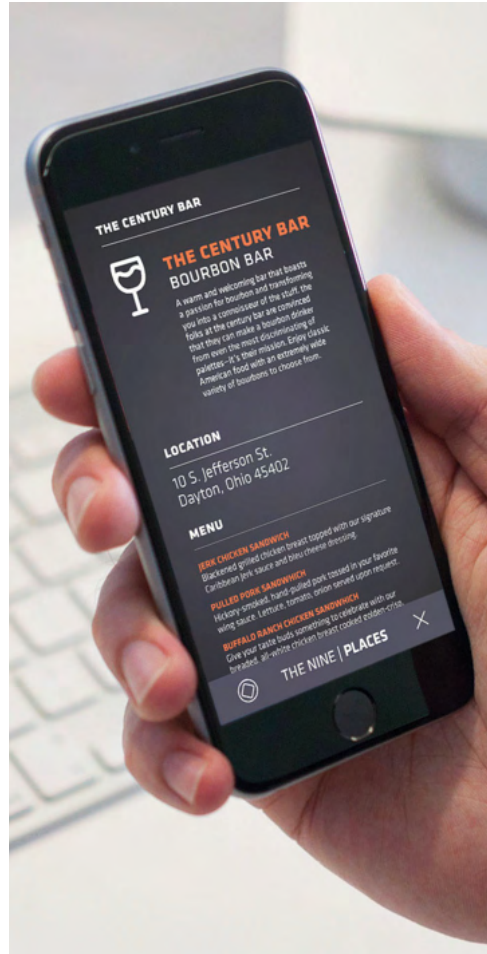 THE CENTURY BAR
THE CENTURY BAR
BOURBON BAR
A warm and welcoming bar that boasts
a passion for bourbon and transforming
you into a connoisseur of the stuff, the
folks at the century bar are convinced
that they can make a bourbon drinker
from even the most discriminating of
palettes–it's their mission. Enjoy classic
American food with an extremely wide
variety of bourbons to choose from.
LOCATION
10 S. Jefferson St.
Dayton, Ohio 45402
MENU
JERK CHICKEN SANDWICH
Blackened grilled chicken breast topped with our signature
Caribbean jerk sauce and bleu cheese dressing.
PULLED PORK SANDWHICH
Hickory-smoked, hand-pulled pork tossed in your favorite
wing sauce. Lettuce, tomato, onion served upon request.
BUFFALO RANCH CHICKEN SANDWHICH
Give your taste buds something to celebrate with our
breaded, all-white chicken breast cooked golden-crisp,
THE NINE | PLACES